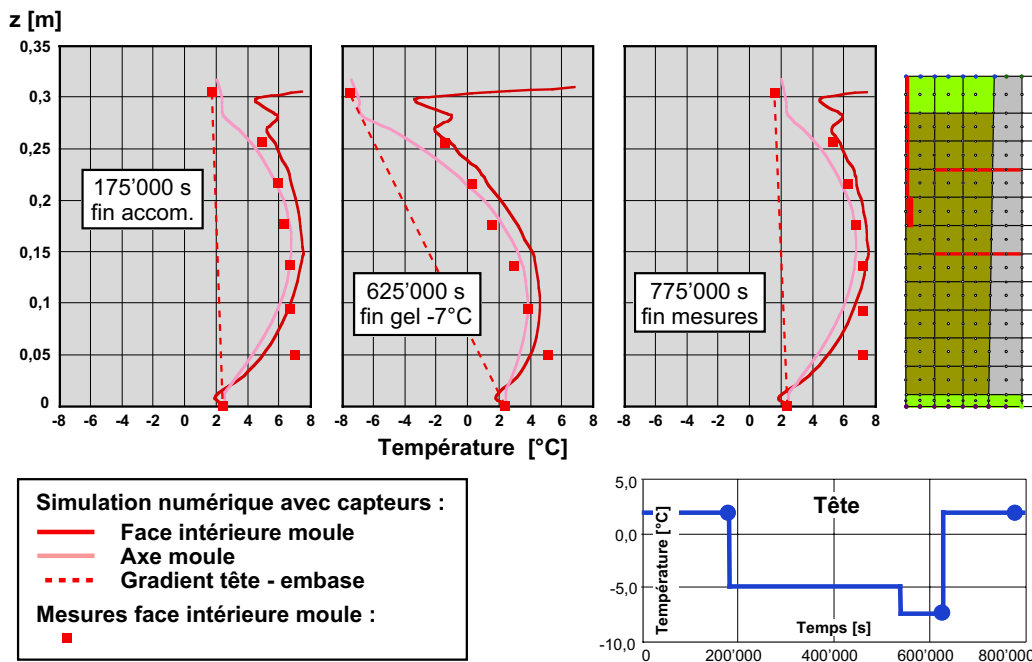 z [m]
0,35
0,3
0,25
0,2
0,15
0,1
0,05
0
175'000 s
fin accom.
625'000 s
fin gel -7°C
775'000 s
fin mesures
-8 -6 -4 -2 0 2 4 6 8
-8 -6 -4 -2 0 2 4 6 8
-8 -6 -4 -2 0 2 4 6 8
Température [°C]
Simulation numérique avec capteurs :
Face intérieure moule
Axe moule
Gradient tête - embase
Mesures face intérieure moule :
5,0
0,0
-5,0
-10,0
Température [°C]
Tête
Temps [s]
0 200'000 400'000 600'000 800'000